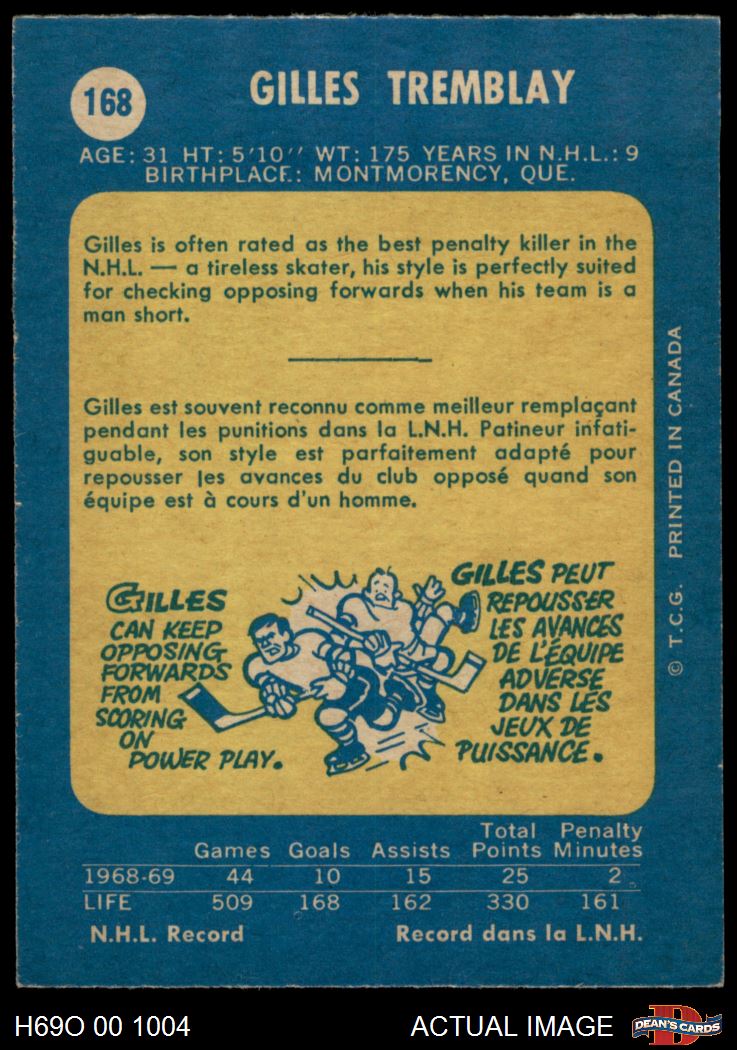 168
GILLES TREMBLAY
AGE: 31 HT: 5'10'' WT: 175 YEARS IN N.H.L.: 9
BIRTHPLACE: MONTMORENCY, QUE.
Gilles is often rated as the best penalty killer in the
N.H.L. — a tireless skater, his style is perfectly suited
for checking opposing forwards when his team is a
man short.
Gilles est souvent reconnu comme meilleur remplaçant
pendant les punitions dans la L.N.H. Patineur infati-
guable, son style est parfaitement adapté pour
repousser les avances du club opposé quand son
équipe est à cours d'un homme.
GILLES
CAN KEEP
OPPOSING
FORWARDS
FROM
SCORING
ON
POWER PLAY.
GILLES PEUT
REPOUSSER
LES AVANCES
DE L'ÉQUIPE
ADVERSE
DANS LES
JEUX DE
PUISSANCE.
© T.C.G. PRINTED IN CANADA
Total Penalty
Games Goals Assists Points Minutes
1968-69 44 10 15 25 2
LIFE 509 168 162 330 161
N.H.L. Record Record dans la L.N.H.
H69O 00 1004 ACTUAL IMAGE
DEAN'S CARDS